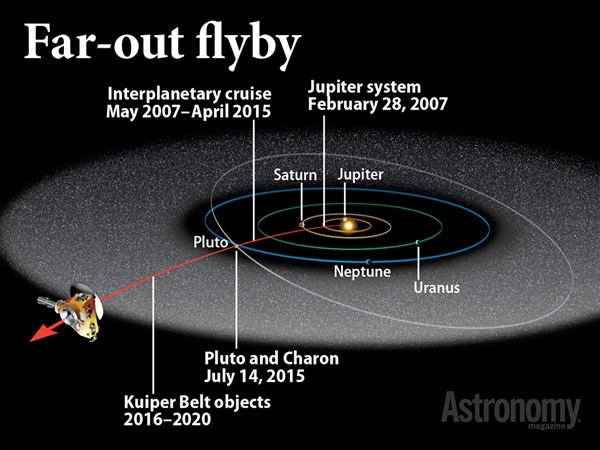 Far-out flyby
Interplanetary cruise
May 2007–April 2015
Jupiter system
February 28, 2007
Saturn
Jupiter
Pluto
Neptune
Uranus
Pluto and Charon
July 14, 2015
Kuiper Belt objects
2016–2020
Astronomy
magazine